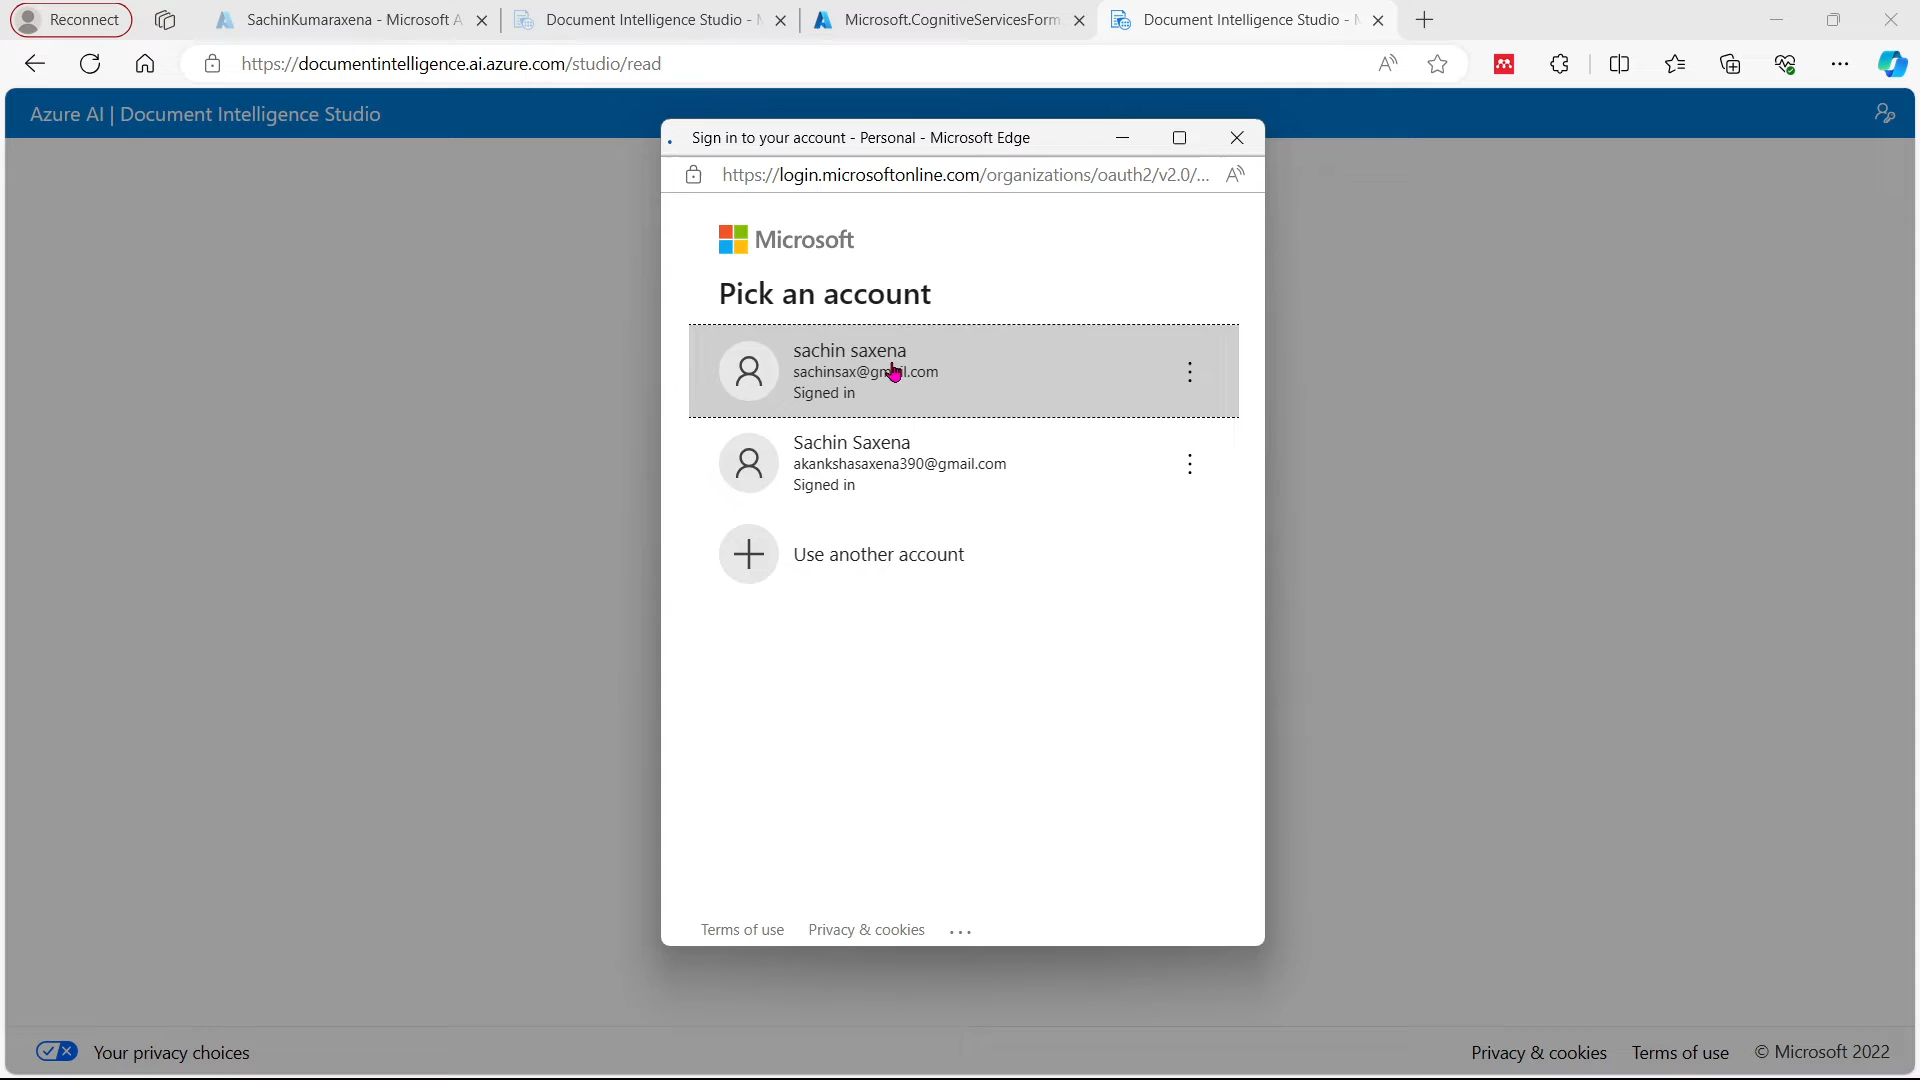 Reconnect
SachinKumaraxena - Microsoft A
Document Intelligence Studio -
Microsoft.CognitiveServicesForm
Document Intelligence Studio -
https://documentintelligence.ai.azure.com/studio/read
Azure AI | Document Intelligence Studio
Sign in to your account - Personal - Microsoft Edge
https://login.microsoftonline.com/organizations/oauth2/v2.0/...
Microsoft
Pick an account
sachin saxena
sachinsax@gmail.com
Signed in
Sachin Saxena
akankshasaxena390@gmail.com
Signed in
Use another account
Terms of use Privacy & cookies ...
Your privacy choices
Privacy & cookies Terms of use © Microsoft 2022